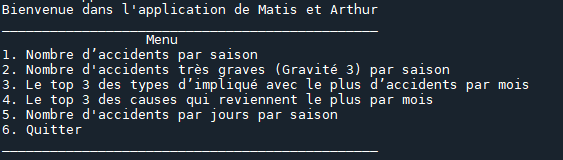 Bienvenue dans l'application de Matis et Arthur
_______________________________________________
Menu
1. Nombre d’accidents par saison
2. Nombre d'accidents très graves (Gravité 3) par saison
3. Le top 3 des types d’impliqué avec le plus d’accidents par mois
4. Le top 3 des causes qui reviennent le plus par mois
5. Nombre d'accidents par jours par saison
6. Quitter
_______________________________________________